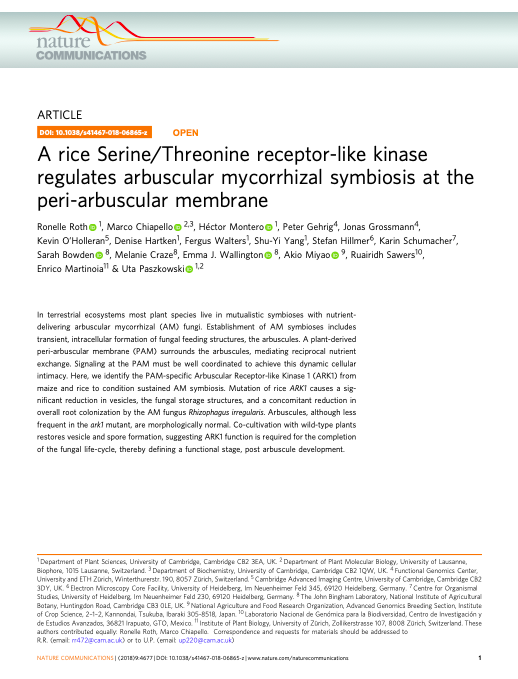 nature
COMMUNICATIONS
ARTICLE
DOI: 10.1038/s41467-018-06865-z
OPEN
A rice Serine/Threonine receptor-like kinase
regulates arbuscular mycorrhizal symbiosis at the
peri-arbuscular membrane
Ronelle Roth 1, Marco Chiapello 2,3, Héctor Montero 1, Peter Gehrig4, Jonas Grossmann4,
Kevin O'Holleran5, Denise Hartken1, Fergus Walters1, Shu-Yi Yang1, Stefan Hillmer6, Karin Schumacher7,
Sarah Bowden 8, Melanie Craze8, Emma J. Wallington 8, Akio Miyao 9, Ruairidh Sawers10,
Enrico Martinoia11 & Uta Paszkowski 1,2
In terrestrial ecosystems most plant species live in mutualistic symbioses with nutrient-
delivering arbuscular mycorrhizal (AM) fungi. Establishment of AM symbioses includes
transient, intracellular formation of fungal feeding structures, the arbuscules. A plant-derived
peri-arbuscular membrane (PAM) surrounds the arbuscules, mediating reciprocal nutrient
exchange. Signaling at the PAM must be well coordinated to achieve this dynamic cellular
intimacy. Here, we identify the PAM-specific Arbuscular Receptor-like Kinase 1 (ARK1) from
maize and rice to condition sustained AM symbiosis. Mutation of rice ARK1 causes a sig-
nificant reduction in vesicles, the fungal storage structures, and a concomitant reduction in
overall root colonization by the AM fungus Rhizophagus irregularis. Arbuscules, although less
frequent in the ark1 mutant, are morphologically normal. Co-cultivation with wild-type plants
restores vesicle and spore formation, suggesting ARK1 function is required for the completion
of the fungal life-cycle, thereby defining a functional stage, post arbuscule development.
1 Department of Plant Sciences, University of Cambridge, Cambridge CB2 3EA, UK. 2 Department of Plant Molecular Biology, University of Lausanne,
Biophore, 1015 Lausanne, Switzerland. 3 Department of Biochemistry, University of Cambridge, Cambridge CB2 1QW, UK. 4 Functional Genomics Center,
University and ETH Zürich, Winterthurerstr. 190, 8057 Zürich, Switzerland. 5 Cambridge Advanced Imaging Centre, University of Cambridge, Cambridge CB2
3DY, UK. 6 Electron Microscopy Core Facility, University of Heidelberg, Im Neuenheimer Feld 345, 69120 Heidelberg, Germany. 7 Centre for Organismal
Studies, University of Heidelberg, Im Neuenheimer Feld 230, 69120 Heidelberg, Germany. 8 The John Bingham Laboratory, National Institute of Agricultural
Botany, Huntingdon Road, Cambridge CB3 0LE, UK. 9 National Agriculture and Food Research Organization, Advanced Genomics Breeding Section, Institute
of Crop Science, 2-1-2, Kannondai, Tsukuba, Ibaraki 305-8518, Japan. 10 Laboratorio Nacional de Genómica para la Biodiversidad, Centro de Investigación y
de Estudios Avanzados, 36821 Irapuato, GTO, Mexico. 11 Institute of Plant Biology, University of Zürich, Zollikerstrasse 107, 8008 Zürich, Switzerland. These
authors contributed equally: Ronelle Roth, Marco Chiapello. Correspondence and requests for materials should be addressed to
R.R. (email: rr472@cam.ac.uk) or to U.P. (email: up220@cam.ac.uk)
NATURE COMMUNICATIONS | (2018)9:4677 | DOI: 10.1038/s41467-018-06865-z | www.nature.com/naturecommunications
1